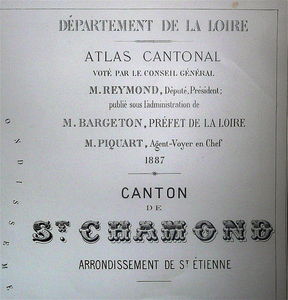 DÉPARTEMENT DE LA LOIRE
ATLAS CANTONAL
VOTÉ PAR LE CONSEIL GÉNÉRAL
M. REYMOND, Député, Président;
publié sous l'administration de
M. BARGETON, PRÉFET DE LA LOIRE
M. PIQUART, Agent-Voyer en Chef
1887
CANTON
DE
ST. CHAMOND
ARRONDISSEMENT DE ST ÉTIENNE
ONDISSEME